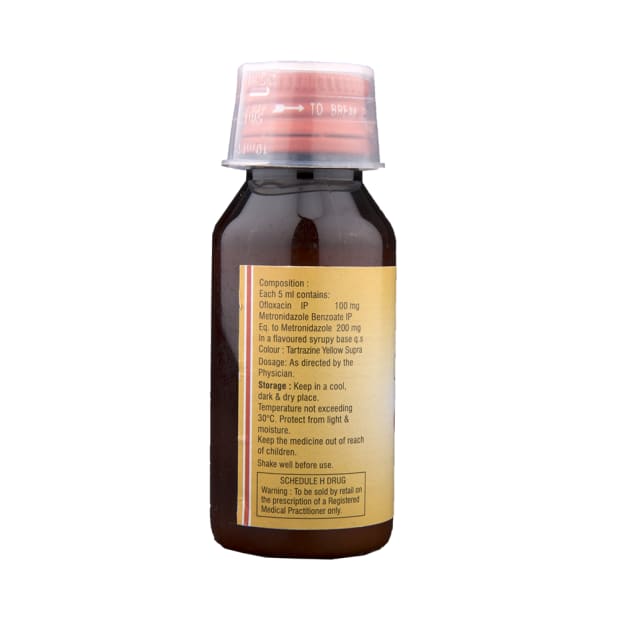 TO BREAK
Composition :
Each 5 ml contains:
Ofloxacin IP 100 mg
Metronidazole Benzoate IP
Eq. to Metronidazole 200 mg
In a flavoured syrupy base q.s
Colour : Tartrazine Yellow Supra
Dosage: As directed by the
Physician.
Storage : Keep in a cool,
dark & dry place.
Temperature not exceeding
30°C. Protect from light &
moisture.
Keep the medicine out of reach
of children.
Shake well before use.
SCHEDULE H DRUG
Warning : To be sold by retail on
the prescription of a Registered
Medical Practitioner only.